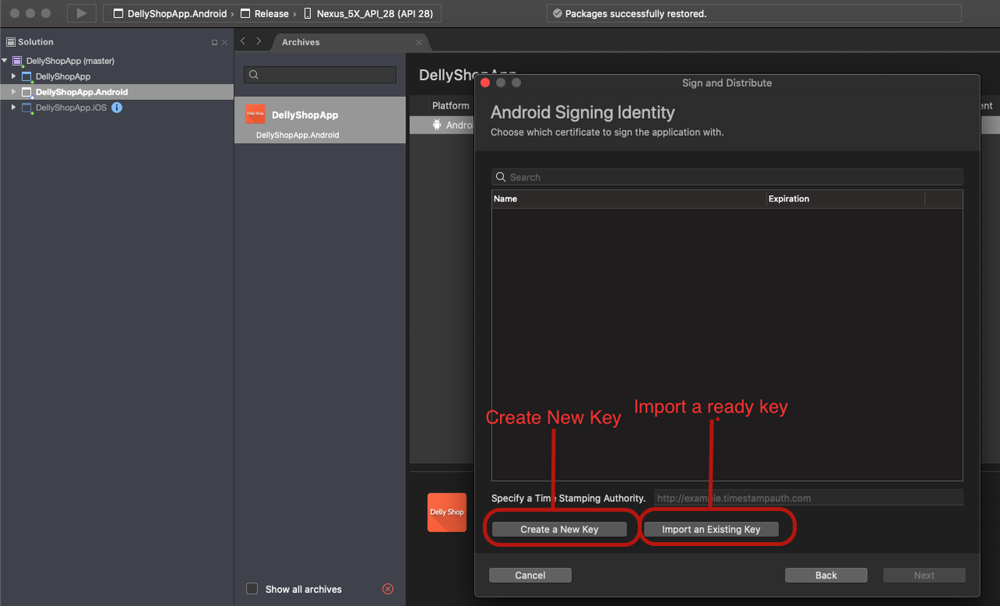 DellyShopApp.Android › Release › Nexus_5X_API_28 (API 28)
Packages successfully restored.
Solution
DellyShopApp (master)
DellyShopApp
DellyShopApp.Android
DellyShopApp.iOS
Archives
Delly Shop
DellyShopApp
DellyShopApp.Android
Show all archives
DellyShopApp
Platform
Androi
ent
Delly Shop
Sign and Distribute
Android Signing Identity
Choose which certificate to sign the application with.
Search
Name Expiration
Create New Key
Import a ready key
Specify a Time Stamping Authority. http://example.timestampauth.com
Create a New Key Import an Existing Key
Cancel Back Next